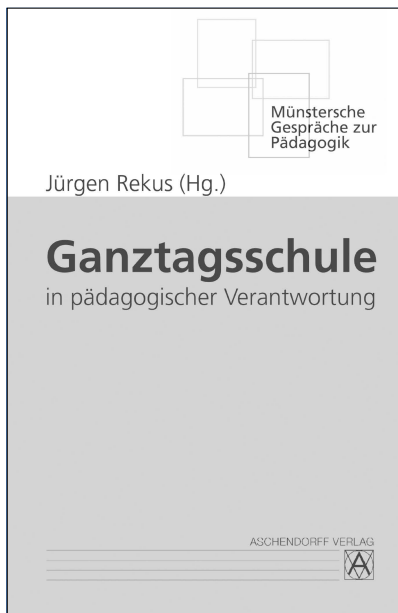 Münstersche
Gespräche zur
Pädagogik
Jürgen Rekus (Hg.)
Ganztagsschule
in pädagogischer Verantwortung
ASCHENDORFF VERLAG
A